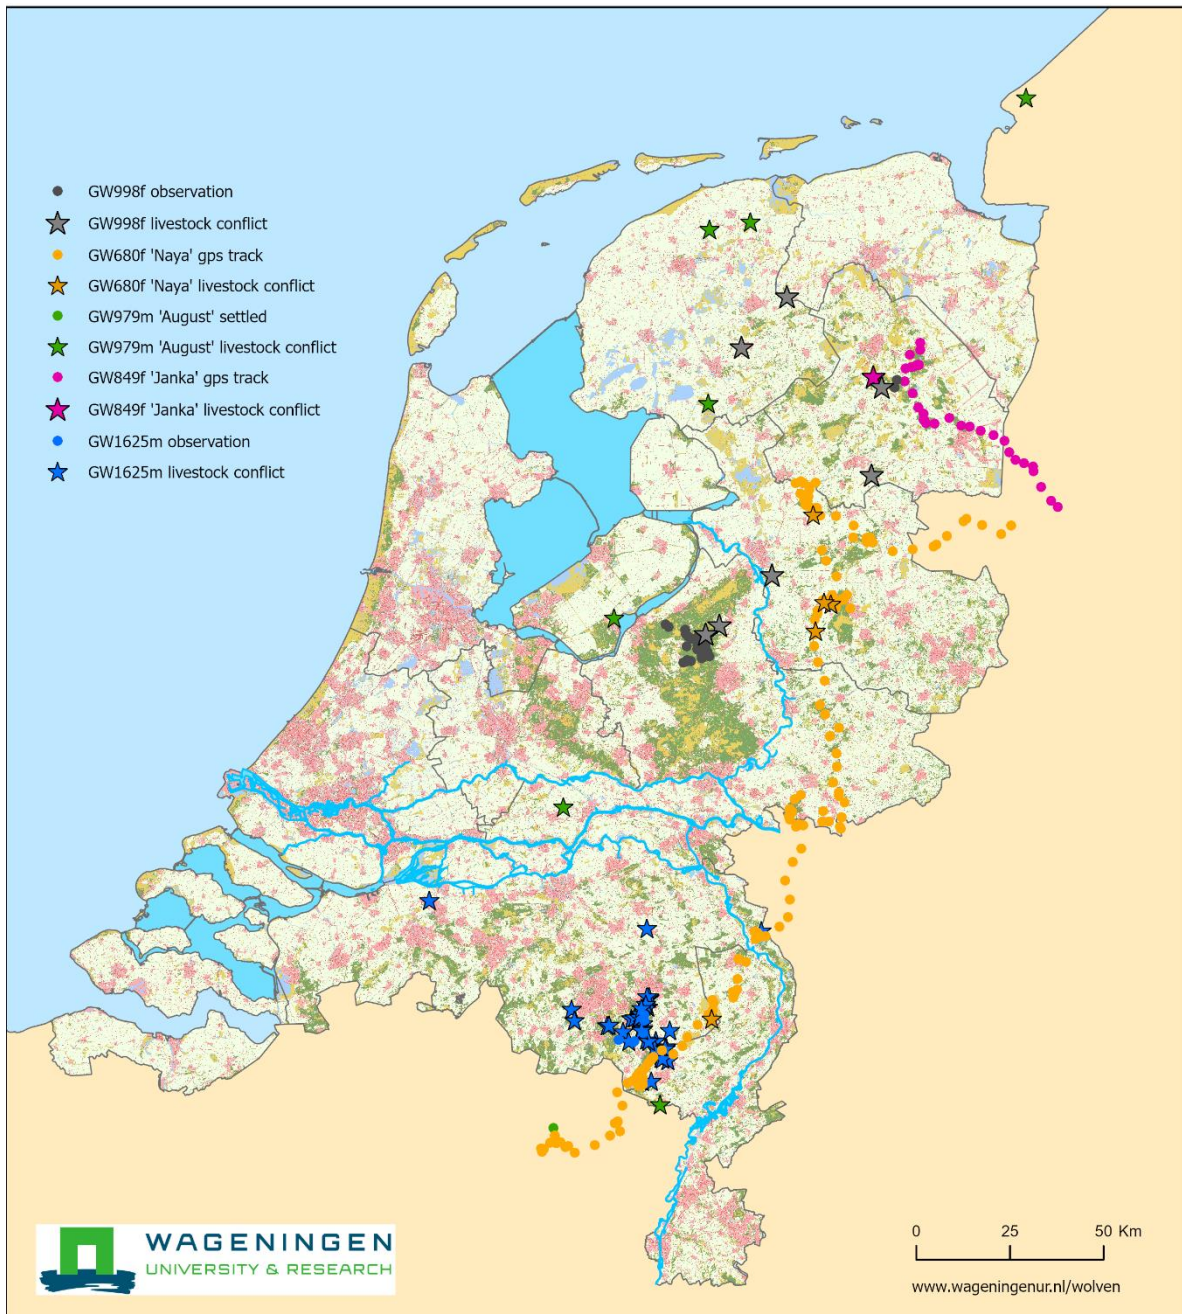 GW998f observation
GW998f livestock conflict
GW680f 'Naya' gps track
GW680f 'Naya' livestock conflict
GW979m 'August' settled
GW979m 'August' livestock conflict
GW849f 'Janka' gps track
GW849f 'Janka' livestock conflict
GW1625m observation
GW1625m livestock conflict
WAGENINGEN
UNIVERSITY & RESEARCH
0 25 50 Km
www.wageningenur.nl/wolven